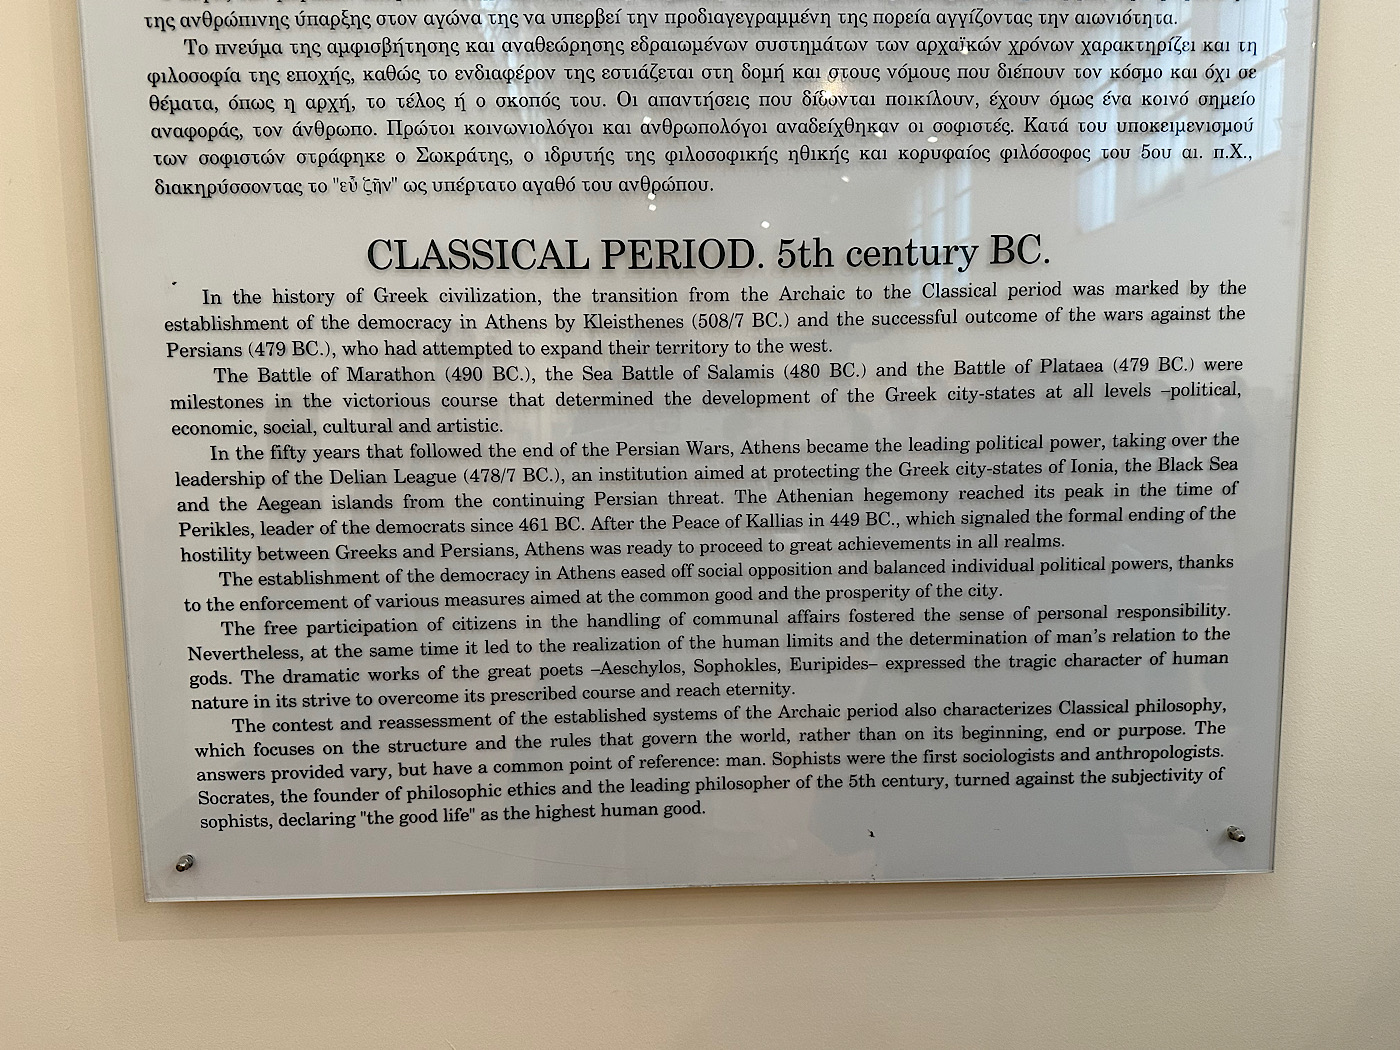 της ανθρώπινης ύπαρξης στον αγώνα της να υπερβεί την προδιαγεγραμμένη της πορεία αγγίζοντας την αιωνιότητα.
Το πνεύμα της αμφισβήτησης και αναθεώρησης εδραιωμένων συστημάτων των αρχαϊκών χρόνων χαρακτηρίζει και τη
φιλοσοφία της εποχής, καθώς το ενδιαφέρον της εστιάζεται στη δομή και στους νόμους που διέπουν τον κόσμο και όχι σε
θέματα, όπως η αρχή, το τέλος ή ο σκοπός του. Οι απαντήσεις που δίδονται ποικίλουν, έχουν όμως ένα κοινό σημείο
αναφοράς, τον άνθρωπο. Πρώτοι κοινωνιολόγοι και ανθρωπολόγοι αναδείχθηκαν οι σοφιστές. Κατά του υποκειμενισμού
των σοφιστών στράφηκε ο Σωκράτης, ο ιδρυτής της φιλοσοφικής ηθικής και κορυφαίος φιλόσοφος του 5ου αι. π.Χ.,
διακηρύσσοντας το "εὖ ζῆν" ως υπέρτατο αγαθό του ανθρώπου.
CLASSICAL PERIOD. 5th century BC.
In the history of Greek civilization, the transition from the Archaic to the Classical period was marked by the
establishment of the democracy in Athens by Kleisthenes (508/7 BC.) and the successful outcome of the wars against the
Persians (479 BC.), who had attempted to expand their territory to the west.
The Battle of Marathon (490 BC.), the Sea Battle of Salamis (480 BC.) and the Battle of Plataea (479 BC.) were
milestones in the victorious course that determined the development of the Greek city-states at all levels –political,
economic, social, cultural and artistic.
In the fifty years that followed the end of the Persian Wars, Athens became the leading political power, taking over the
leadership of the Delian League (478/7 BC.), an institution aimed at protecting the Greek city-states of Ionia, the Black Sea
and the Aegean islands from the continuing Persian threat. The Athenian hegemony reached its peak in the time of
Perikles, leader of the democrats since 461 BC. After the Peace of Kallias in 449 BC., which signaled the formal ending of the
hostility between Greeks and Persians, Athens was ready to proceed to great achievements in all realms.
The establishment of the democracy in Athens eased off social opposition and balanced individual political powers, thanks
to the enforcement of various measures aimed at the common good and the prosperity of the city.
The free participation of citizens in the handling of communal affairs fostered the sense of personal responsibility.
Nevertheless, at the same time it led to the realization of the human limits and the determination of man's relation to the
gods. The dramatic works of the great poets –Aeschylos, Sophokles, Euripides– expressed the tragic character of human
nature in its strive to overcome its prescribed course and reach eternity.
The contest and reassessment of the established systems of the Archaic period also characterizes Classical philosophy,
which focuses on the structure and the rules that govern the world, rather than on its beginning, end or purpose. The
answers provided vary, but have a common point of reference: man. Sophists were the first sociologists and anthropologists.
Socrates, the founder of philosophic ethics and the leading philosopher of the 5th century, turned against the subjectivity of
sophists, declaring "the good life" as the highest human good.